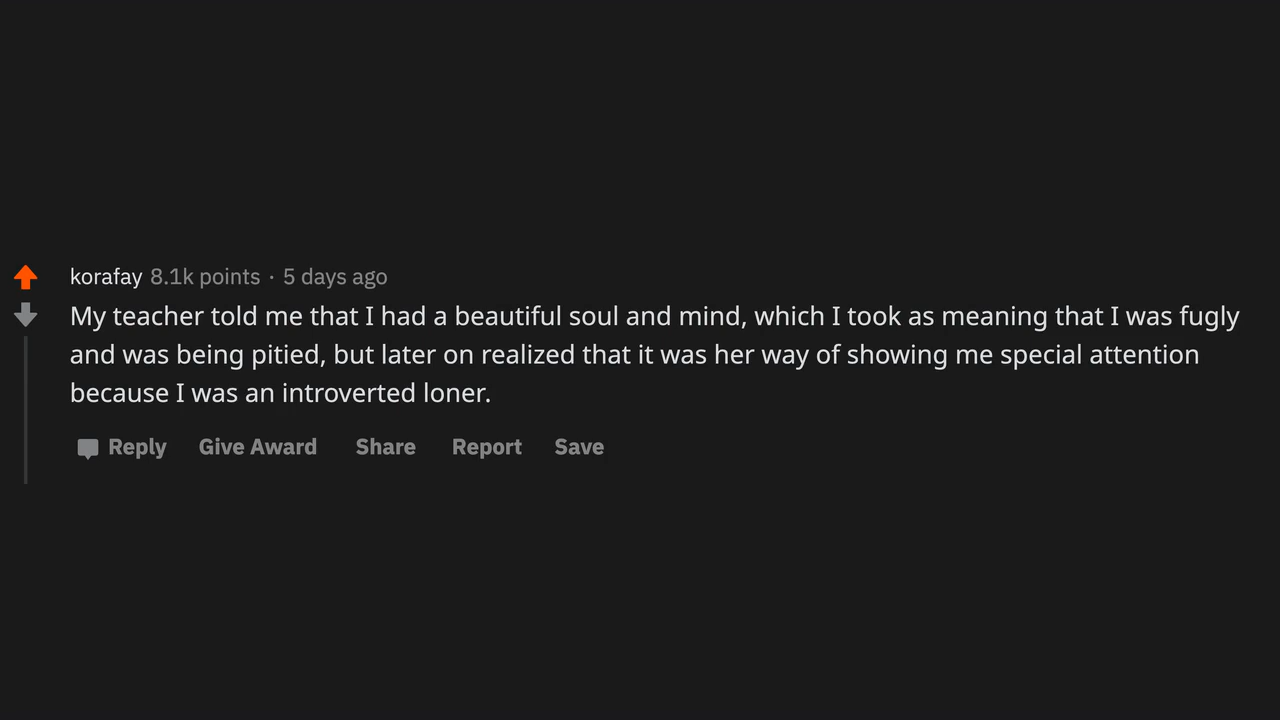 korafay 8.1k points · 5 days ago
My teacher told me that I had a beautiful soul and mind, which I took as meaning that I was fugly
and was being pitied, but later on realized that it was her way of showing me special attention
because I was an introverted loner.
Reply Give Award Share Report Save